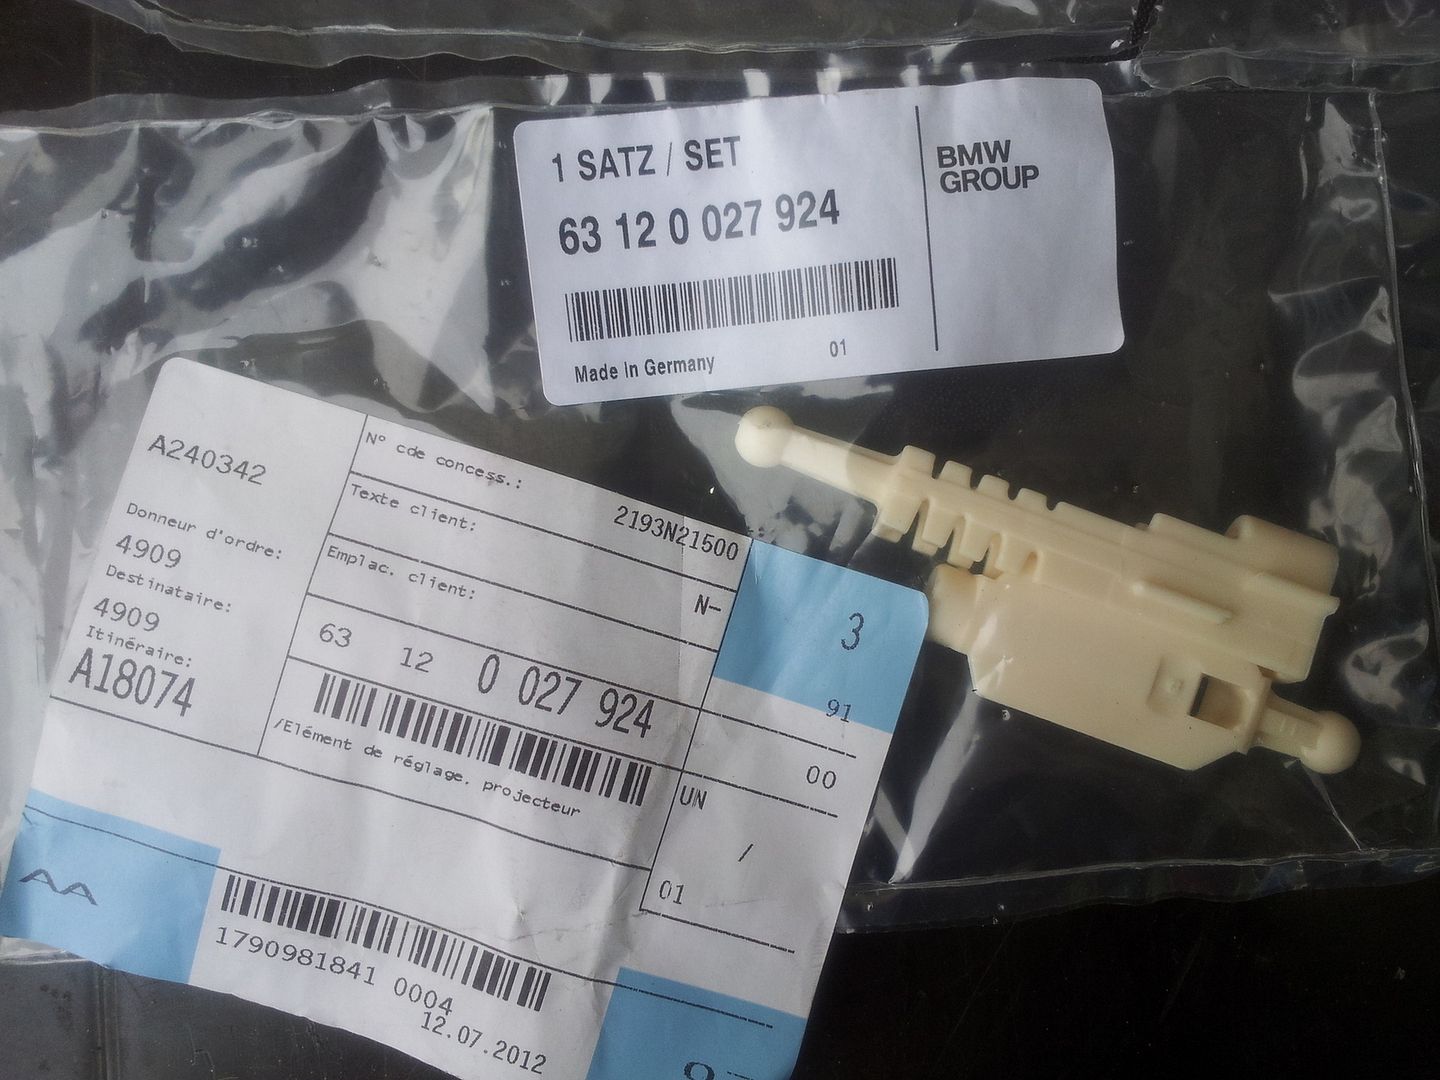 1 SATZ / SET
63 12 0 027 924
Made in Germany
01
BMW
GROUP
A240342
Donneur d'ordre:
4909
Destinataire:
4909
Itinéraire:
A18074
N° cde concess.:
2193N21500
Texte client:
N-
Emplac. client:
63 12 0 027 924
/Elément de réglage. projecteur
3
91
00
UN
/
01
AA
1790981841 0004
12.07.2012